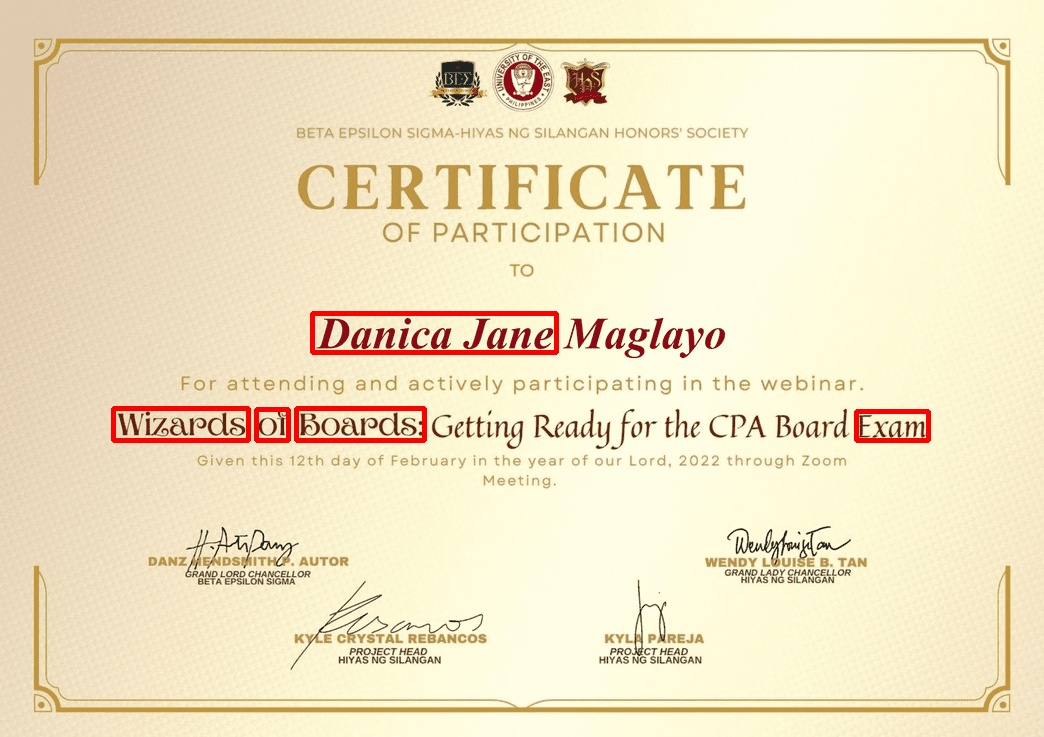 ΒΕΣ
UNIVERSITY OF THE EAST
PHILIPPINES
HS
BETA EPSILON SIGMA-HIYAS NG SILANGAN HONORS' SOCIETY
CERTIFICATE
OF PARTICIPATION
TO
Danica Jane Maglayo
For attending and actively participating in the webinar.
Wizards of Boards: Getting Ready for the CPA Board Exam
Given this 12th day of February in the year of our Lord, 2022 through Zoom
Meeting.
DANZ HENDSMITH P. AUTOR
GRAND LORD CHANCELLOR
BETA EPSILON SIGMA
WENDY LOUISE B. TAN
GRAND LADY CHANCELLOR
HIYAS NG SILANGAN
KYLE CRYSTAL REBANCOS
PROJECT HEAD
HIYAS NG SILANGAN
KYLA PAREJA
PROJECT HEAD
HIYAS NG SILANGAN